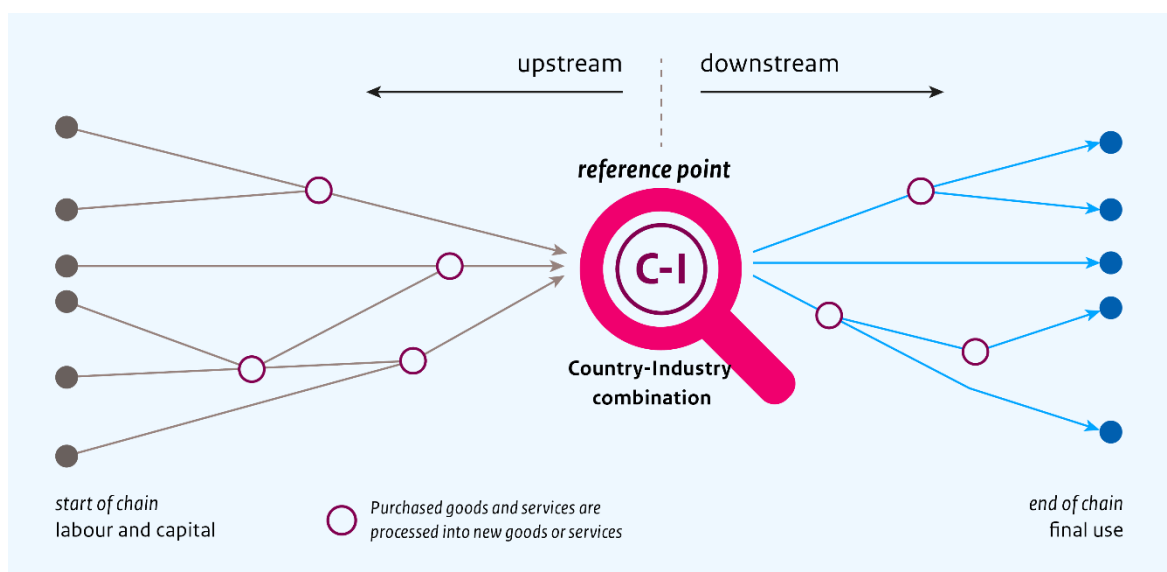 upstream
downstream
reference point
C-I
Country-Industry
combination
start of chain
labour and capital
Purchased goods and services are
processed into new goods or services
end of chain
final use